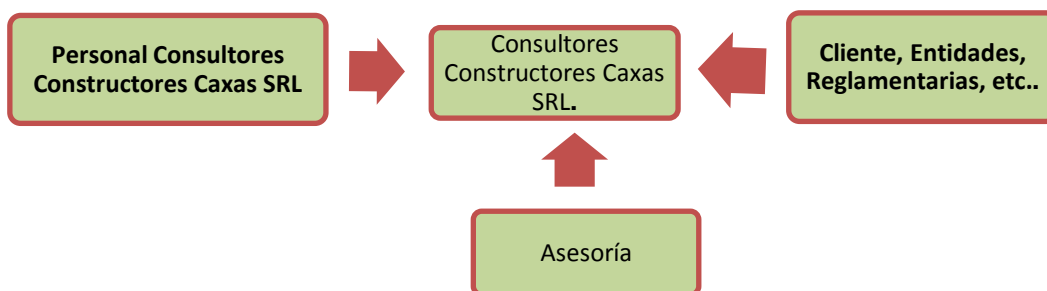 Personal Consultores
Constructores Caxas SRL
Consultores
Constructores Caxas
SRL.
Cliente, Entidades,
Reglamentarias, etc..
Asesoría